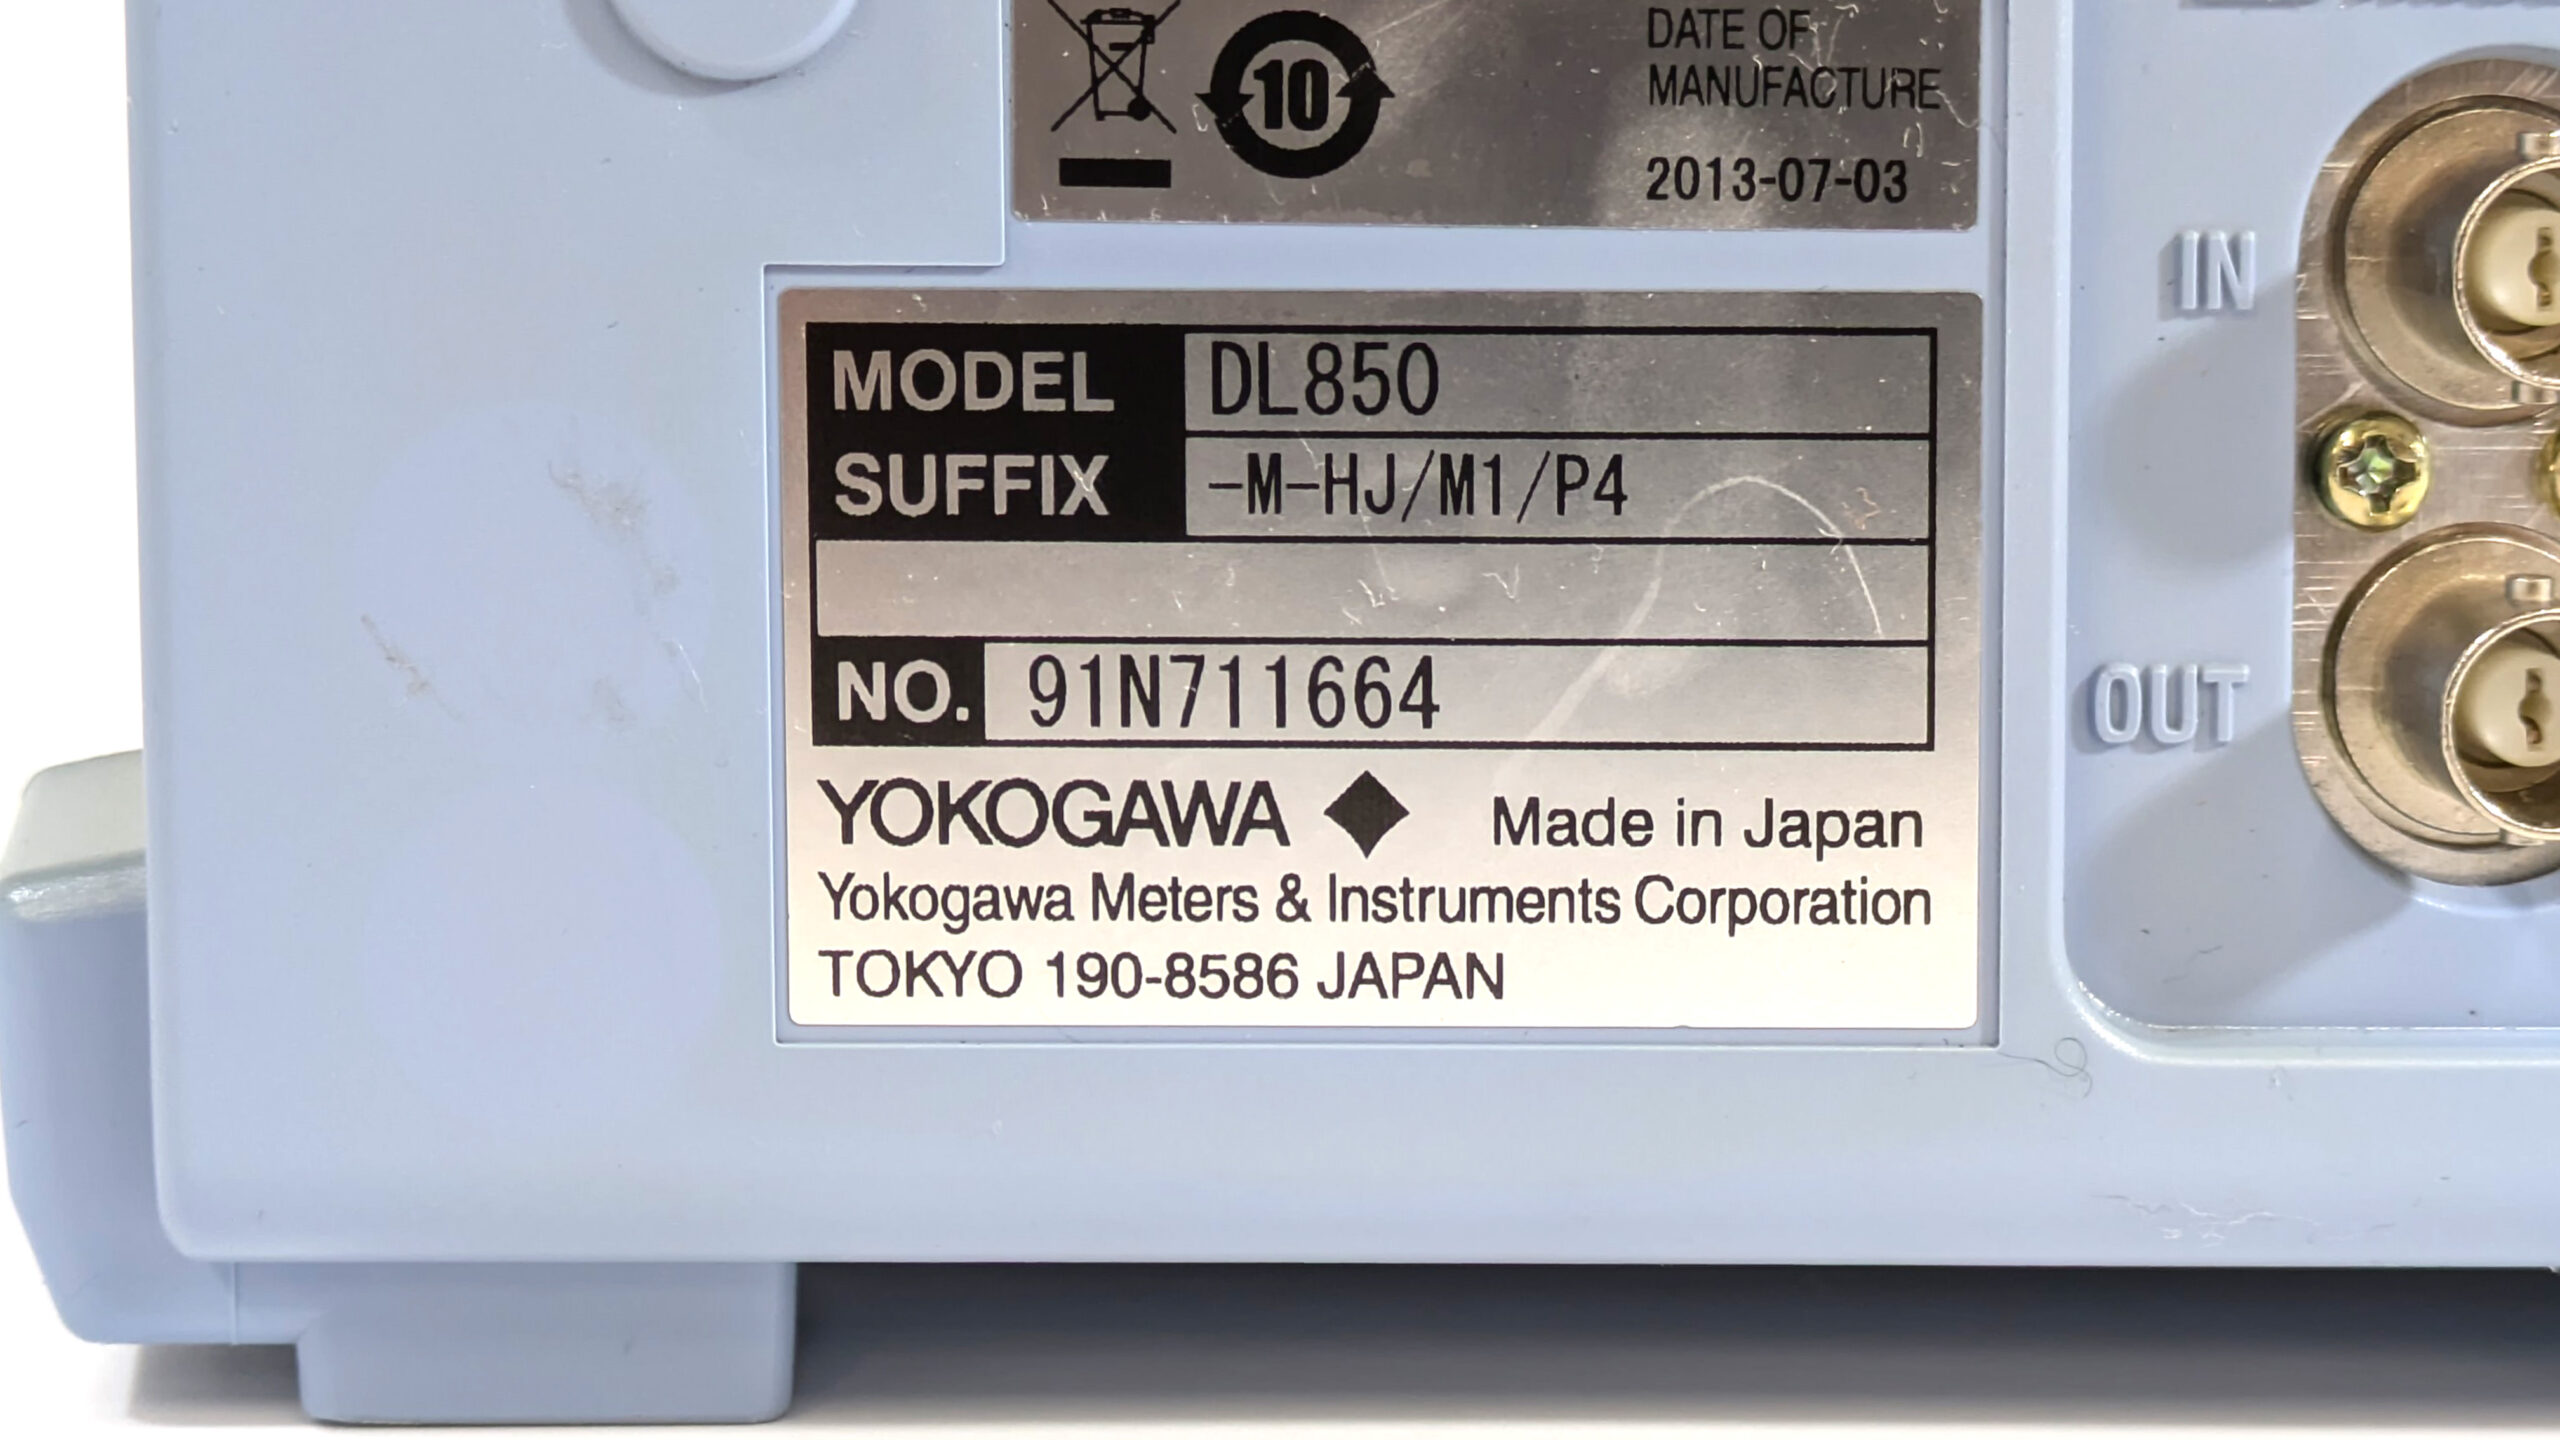 10
DATE OF
MANUFACTURE
2013-07-03
IN
MODEL DL850
SUFFIX -M-HJ/M1/P4
NO. 91N711664
OUT
YOKOGAWA ◆ Made in Japan
Yokogawa Meters & Instruments Corporation
TOKYO 190-8586 JAPAN